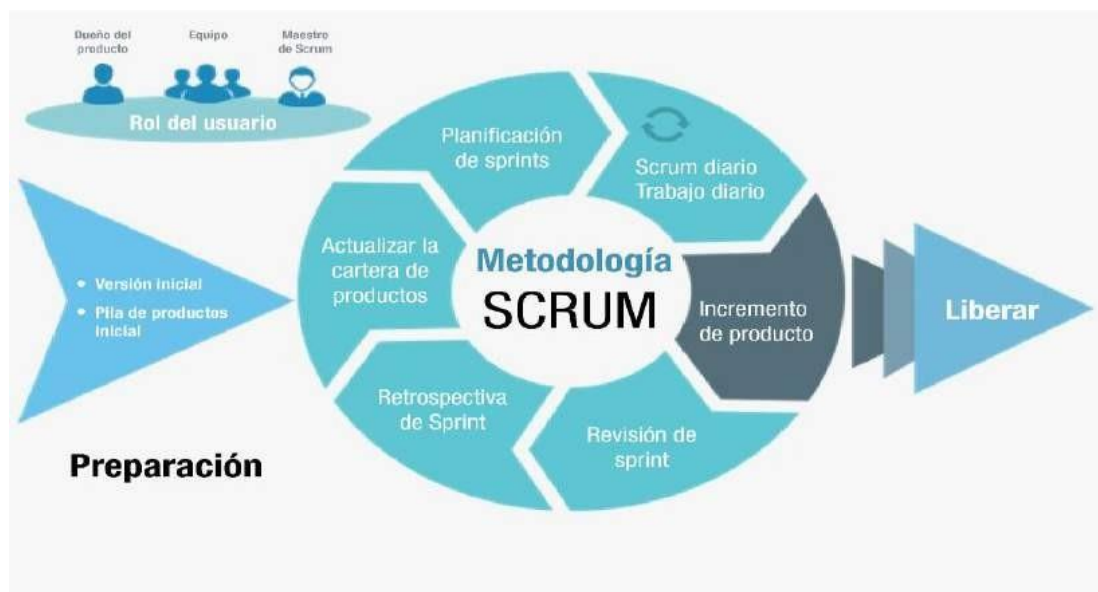 Dueño del
producto
Equipo
Maestro
de Scrum
Rol del usuario
Planificación
de sprints
Scrum diario
Trabajo diario
Actualizar la
cartera de
productos
Metodología
SCRUM
Incremento
de producto
Retrospectiva
de Sprint
Revisión de
sprint
• Versión inicial
• Pila de productos
inicial
Preparación
Liberar